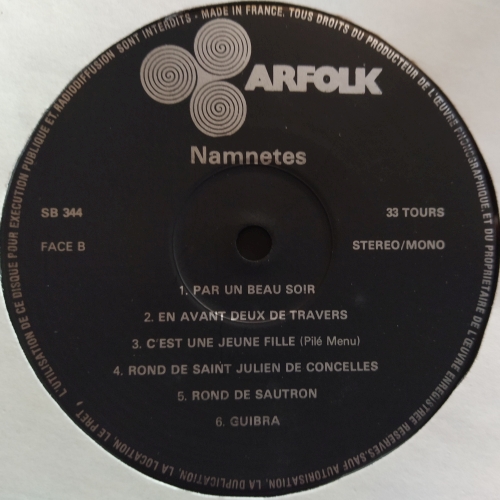 MADE IN FRANCE. TOUS DROITS DU PRODUCTEUR DE L'ŒUVRE PHONOGRAPHIQUE ET DU PROPRIETAIRE DE L'ŒUVRE ENREGISTREE RESERVES. SAUF AUTORISATION, LA DUPLICATION, LA LOCATION, LE PRET, L'UTILISATION DE CE DISQUE POUR EXECUTION PUBLIQUE ET RADIODIFFUSION SONT INTERDITS -
ARFOLK
Namnetes
SB 344
33 TOURS
FACE B
STEREO/MONO
1. PAR UN BEAU SOIR
2. EN AVANT DEUX DE TRAVERS
3. C'EST UNE JEUNE FILLE (Pilé Menu)
4. ROND DE SAINT JULIEN DE CONCELLES
5. ROND DE SAUTRON
6. GUIBRA